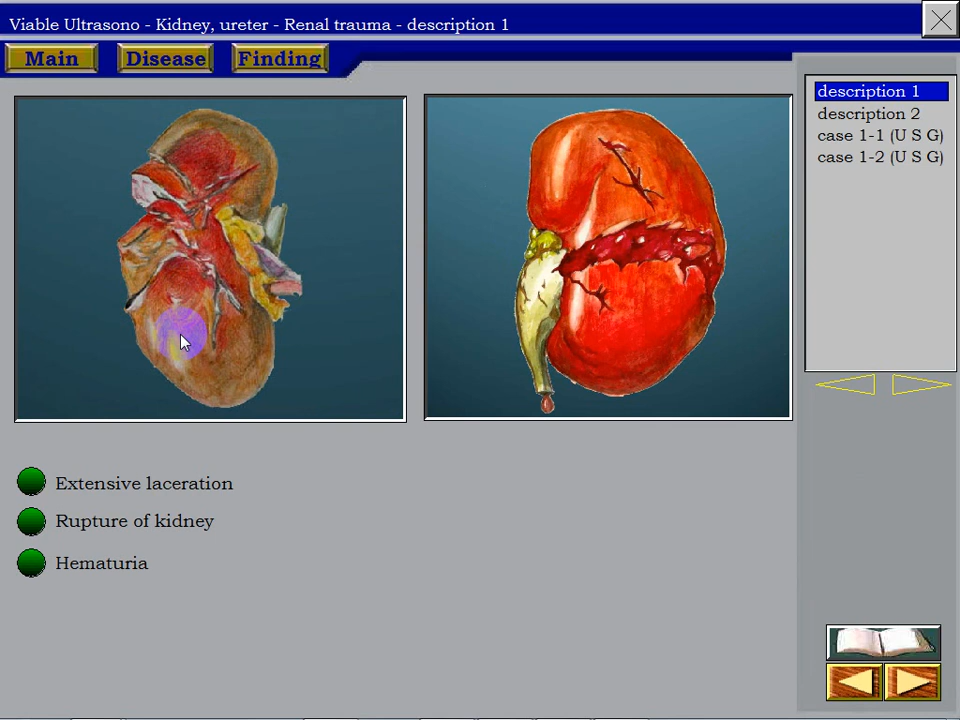 Viable Ultrasono - Kidney, ureter - Renal trauma - description 1
Main Disease Finding
description 1
description 2
case 1-1 (U S G)
case 1-2 (U S G)
Extensive laceration
Rupture of kidney
Hematuria